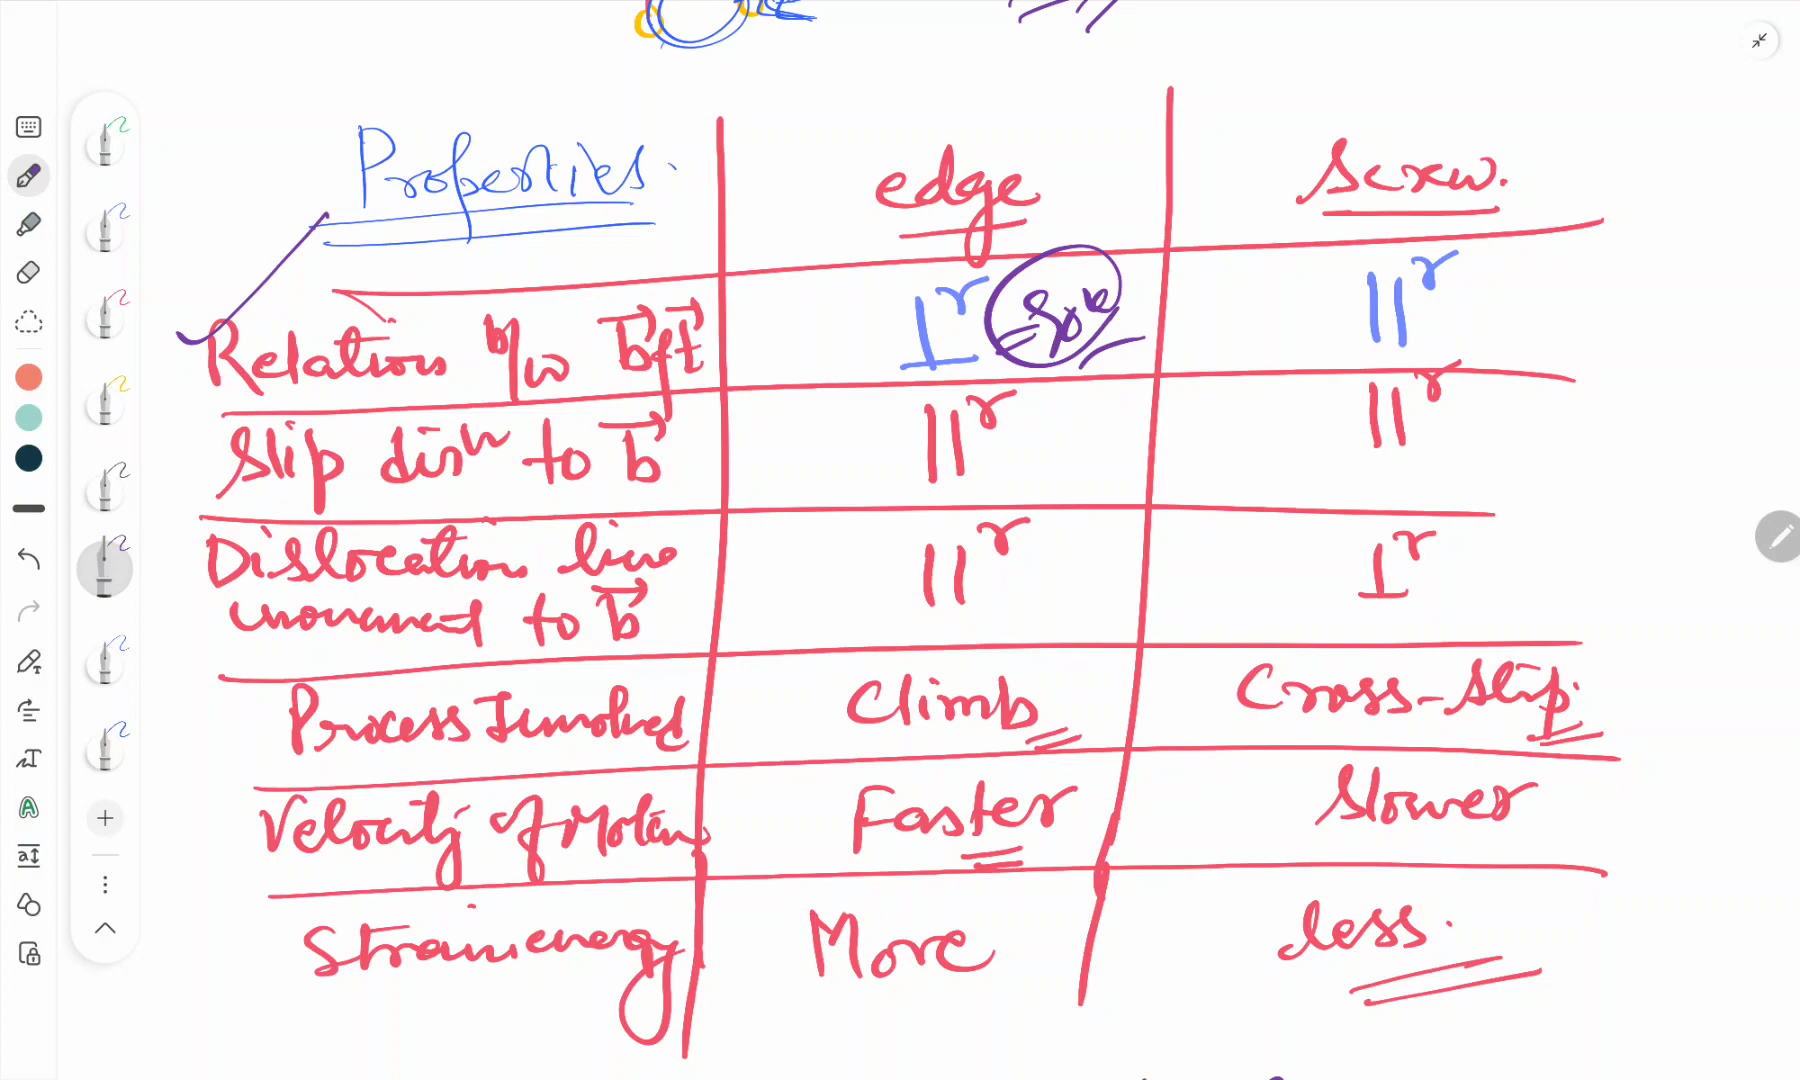 Properties. edge Screw.
Relation b/w b & t ⊥r ||r
Slip dirn to b ||r ||r
Dislocation line ||r ⊥r
movement to b
Process Involved Climb Cross-Slip.
Velocity of Motion Faster Slower
Strain energy More less.